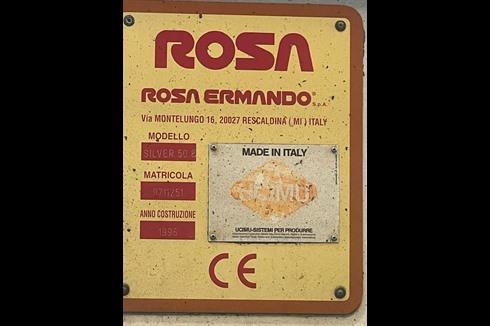 ROSA
ROSA ERMANDO® S.p.A.
Via MONTELUNGO 16, 20027 RESCALDINA ( MI ) ITALY
MODELLO
SILVER 50
MATRICOLA
ANNO COSTRUZIONE
MADE IN ITALY
UCIMU
UCIMU-SISTEMI PER PRODURRE
CE